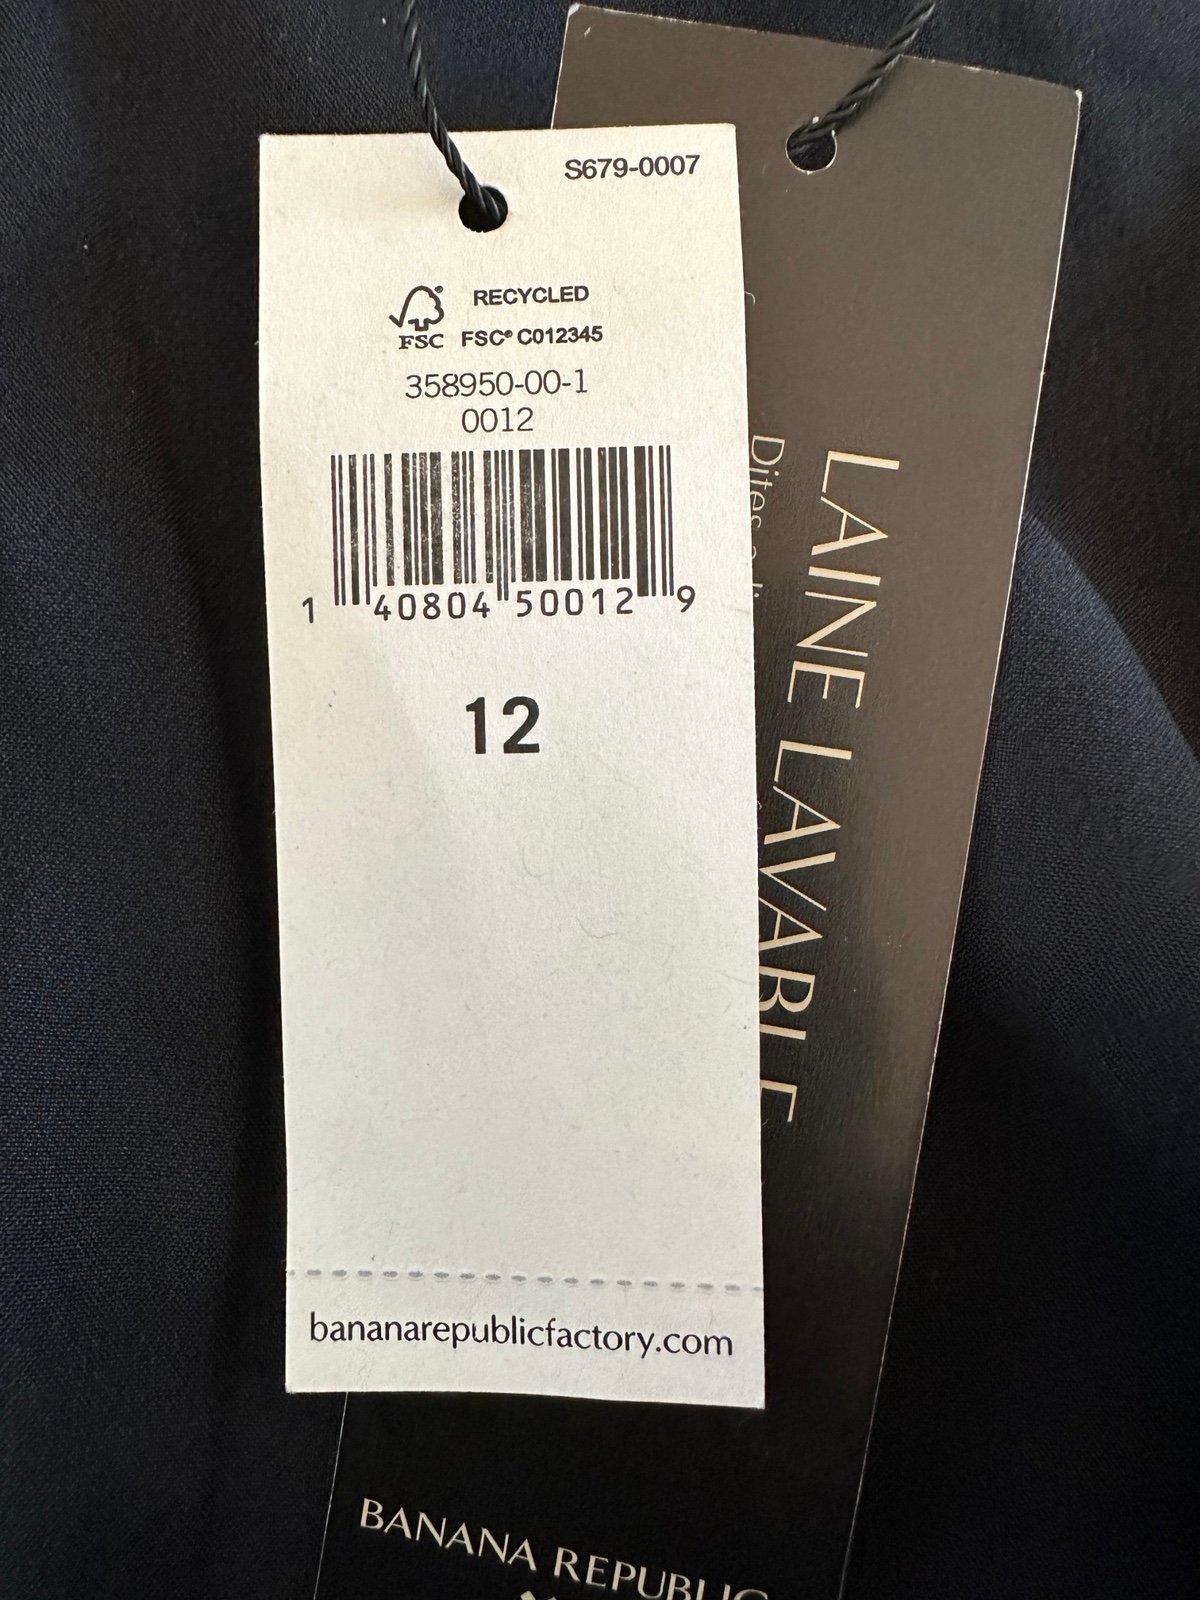 S679-0007
RECYCLED
FSC
FSC® C012345
358950-00-1
0012
1 40804 50012 9
12
bananarepublicfactory.com
LAINE LAVABLE
Dites
BANANA REPUBLIC